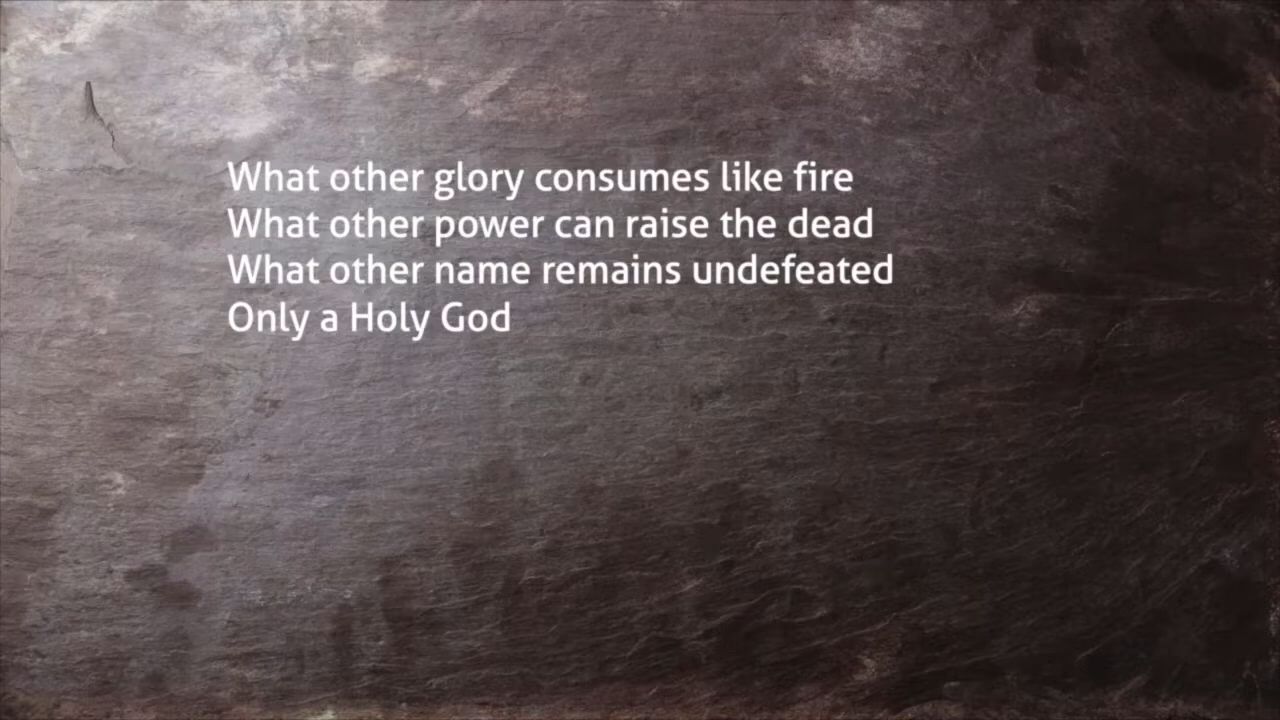 What other glory consumes like fire
What other power can raise the dead
What other name remains undefeated
Only a Holy God